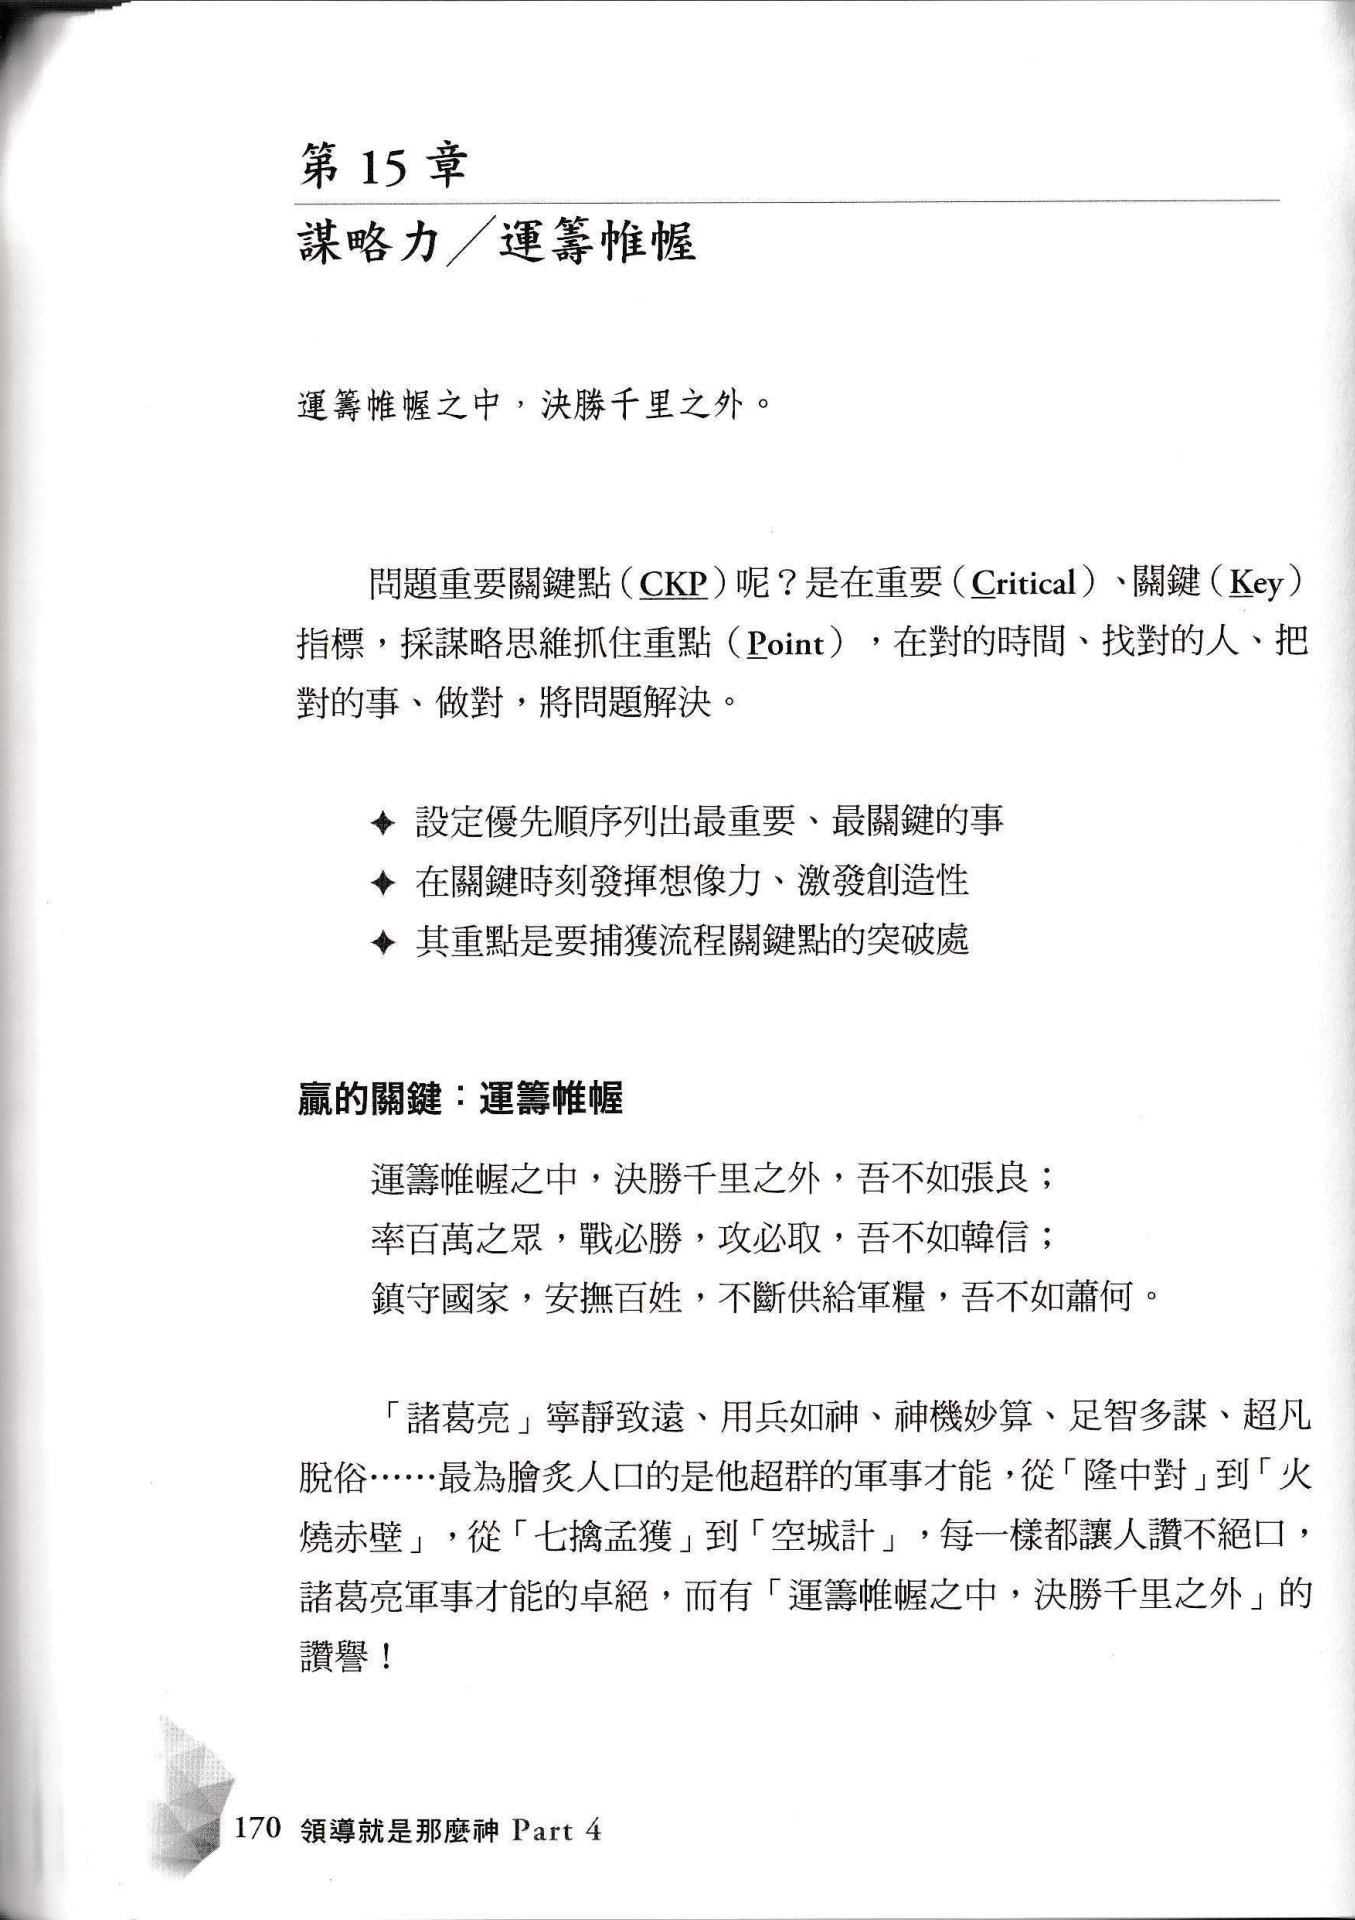 第 15 章
謀略力／運籌帷幄
運籌帷幄之中，決勝千里之外。
問題重要關鍵點（CKP）呢？是在重要（Critical）、關鍵（Key）
指標，採謀略思維抓住重點（Point），在對的時間、找對的人、把
對的事、做對，將問題解決。
✦ 設定優先順序列出最重要、最關鍵的事
✦ 在關鍵時刻發揮想像力、激發創造性
✦ 其重點是要捕獲流程關鍵點的突破處
贏的關鍵：運籌帷幄
運籌帷幄之中，決勝千里之外，吾不如張良；
率百萬之眾，戰必勝，攻必取，吾不如韓信；
鎮守國家，安撫百姓，不斷供給軍糧，吾不如蕭何。
「諸葛亮」寧靜致遠、用兵如神、神機妙算、足智多謀、超凡
脫俗……最為膾炙人口的是他超群的軍事才能，從「隆中對」到「火
燒赤壁」，從「七擒孟獲」到「空城計」，每一樣都讓人讚不絕口，
諸葛亮軍事才能的卓絕，而有「運籌帷幄之中，決勝千里之外」的
讚譽！
170 領導就是那麼神 Part 4